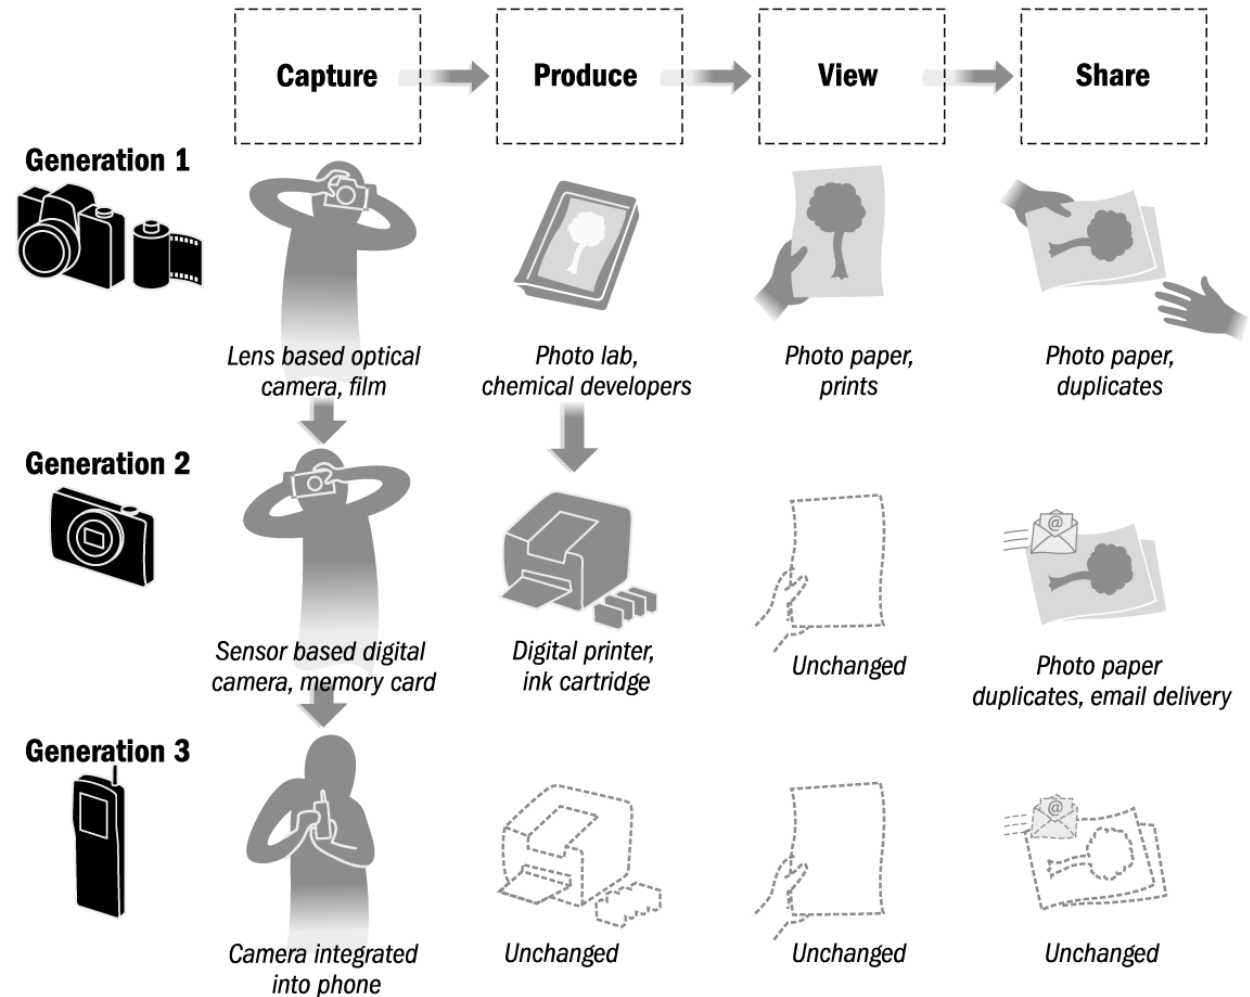 Capture
Produce
View
Share
Generation 1
Lens based optical
camera, film
Photo lab,
chemical developers
Photo paper,
prints
Photo paper,
duplicates
Generation 2
@
Sensor based digital
camera, memory card
Digital printer,
ink cartridge
Unchanged
Photo paper
duplicates, email delivery
Generation 3
@
Camera integrated
into phone
Unchanged
Unchanged
Unchanged